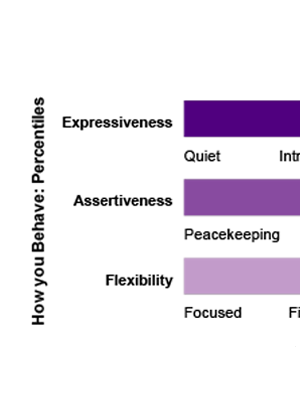 How you Behave: Percentiles
Expressiveness
Quiet
Assertiveness
Peacekeeping
Flexibility
Focused